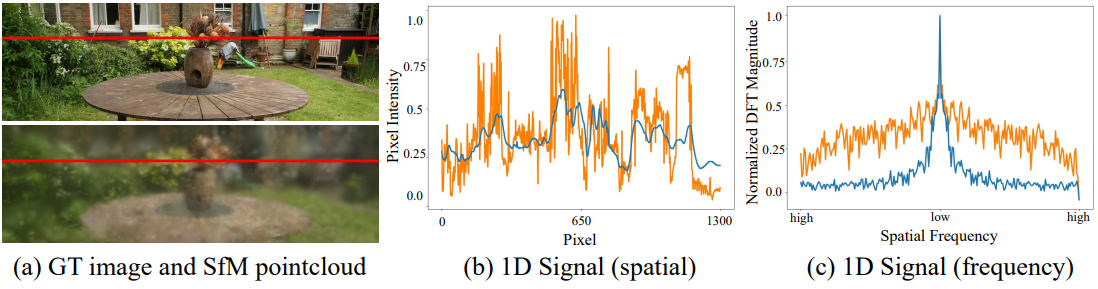 1.0
0.75
0.5
0.25
0.0
Pixel Intensity
0
650
1300
Pixel
1.0
0.75
0.5
0.25
0.0
Normalized DFT Magnitude
high
low
high
Spatial Frequency
(a) GT image and SfM pointcloud
(b) 1D Signal (spatial)
(c) 1D Signal (frequency)